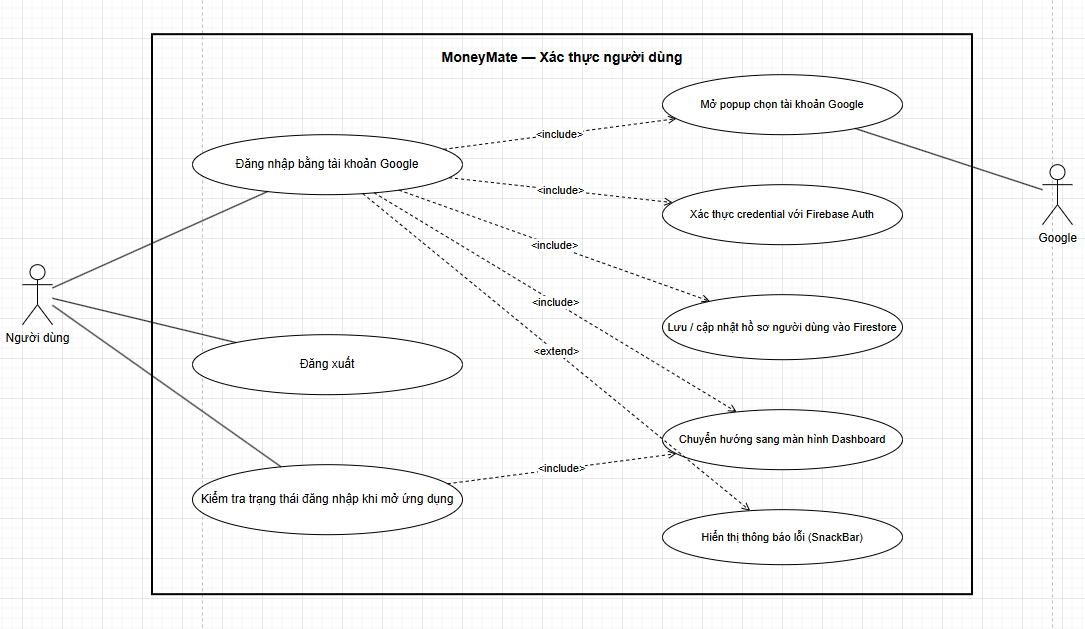 MoneyMate — Xác thực người dùng
Mở popup chọn tài khoản Google
<include>
Đăng nhập bằng tài khoản Google
<include>
Xác thực credential với Firebase Auth
Google
<include>
<include>
Lưu / cập nhật hồ sơ người dùng vào Firestore
Người dùng
<extend>
Đăng xuất
Chuyển hướng sang màn hình Dashboard
<include>
Kiểm tra trạng thái đăng nhập khi mở ứng dụng
Hiển thị thông báo lỗi (SnackBar)